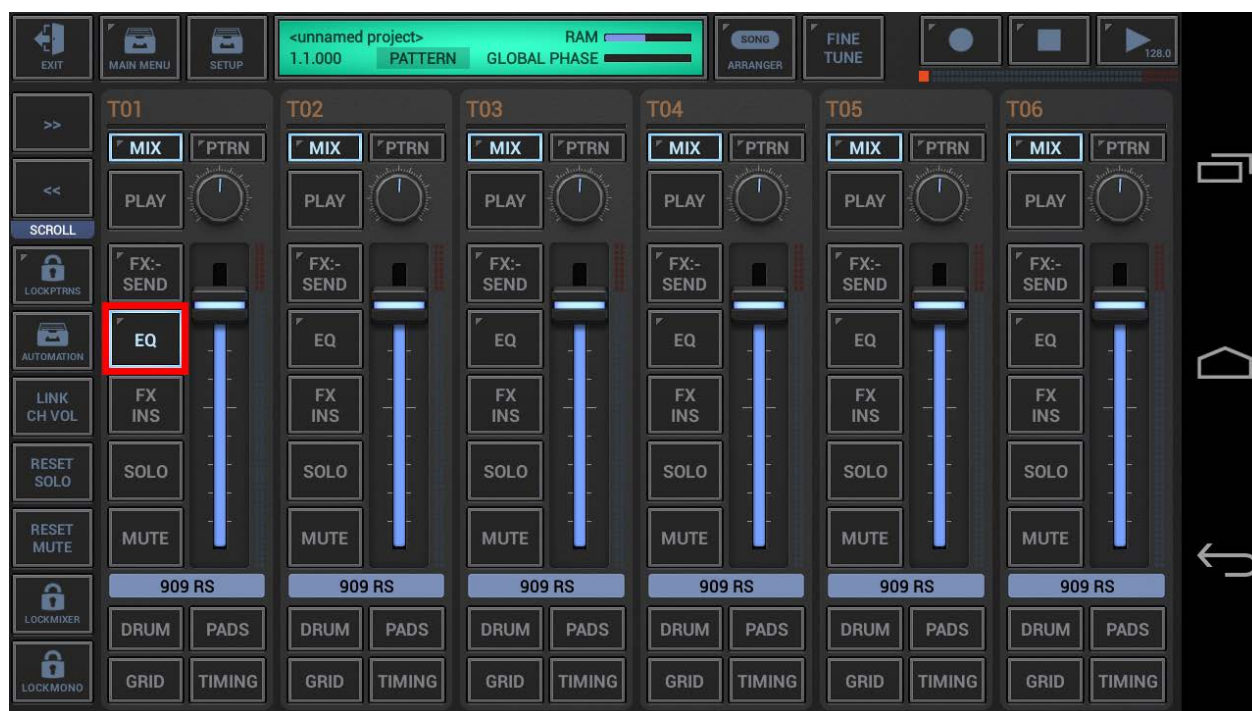 EXIT
MAIN MENU
SETUP
<unnamed project> RAM
1.1.000 PATTERN GLOBAL PHASE
SONG
ARRANGER
FINE
TUNE
128.0
>>
<<
SCROLL
LOCKPTRNS
AUTOMATION
LINK
CH VOL
RESET
SOLO
RESET
MUTE
LOCKMIXER
LOCKMONO
T01
MIX PTRN
PLAY
FX:-
SEND
EQ
FX
INS
SOLO
MUTE
909 RS
DRUM PADS
GRID TIMING
T02
MIX PTRN
PLAY
FX:-
SEND
EQ
FX
INS
SOLO
MUTE
909 RS
DRUM PADS
GRID TIMING
T03
MIX PTRN
PLAY
FX:-
SEND
EQ
FX
INS
SOLO
MUTE
909 RS
DRUM PADS
GRID TIMING
T04
MIX PTRN
PLAY
FX:-
SEND
EQ
FX
INS
SOLO
MUTE
909 RS
DRUM PADS
GRID TIMING
T05
MIX PTRN
PLAY
FX:-
SEND
EQ
FX
INS
SOLO
MUTE
909 RS
DRUM PADS
GRID TIMING
T06
MIX PTRN
PLAY
FX:-
SEND
EQ
FX
INS
SOLO
MUTE
909 RS
DRUM PADS
GRID TIMING